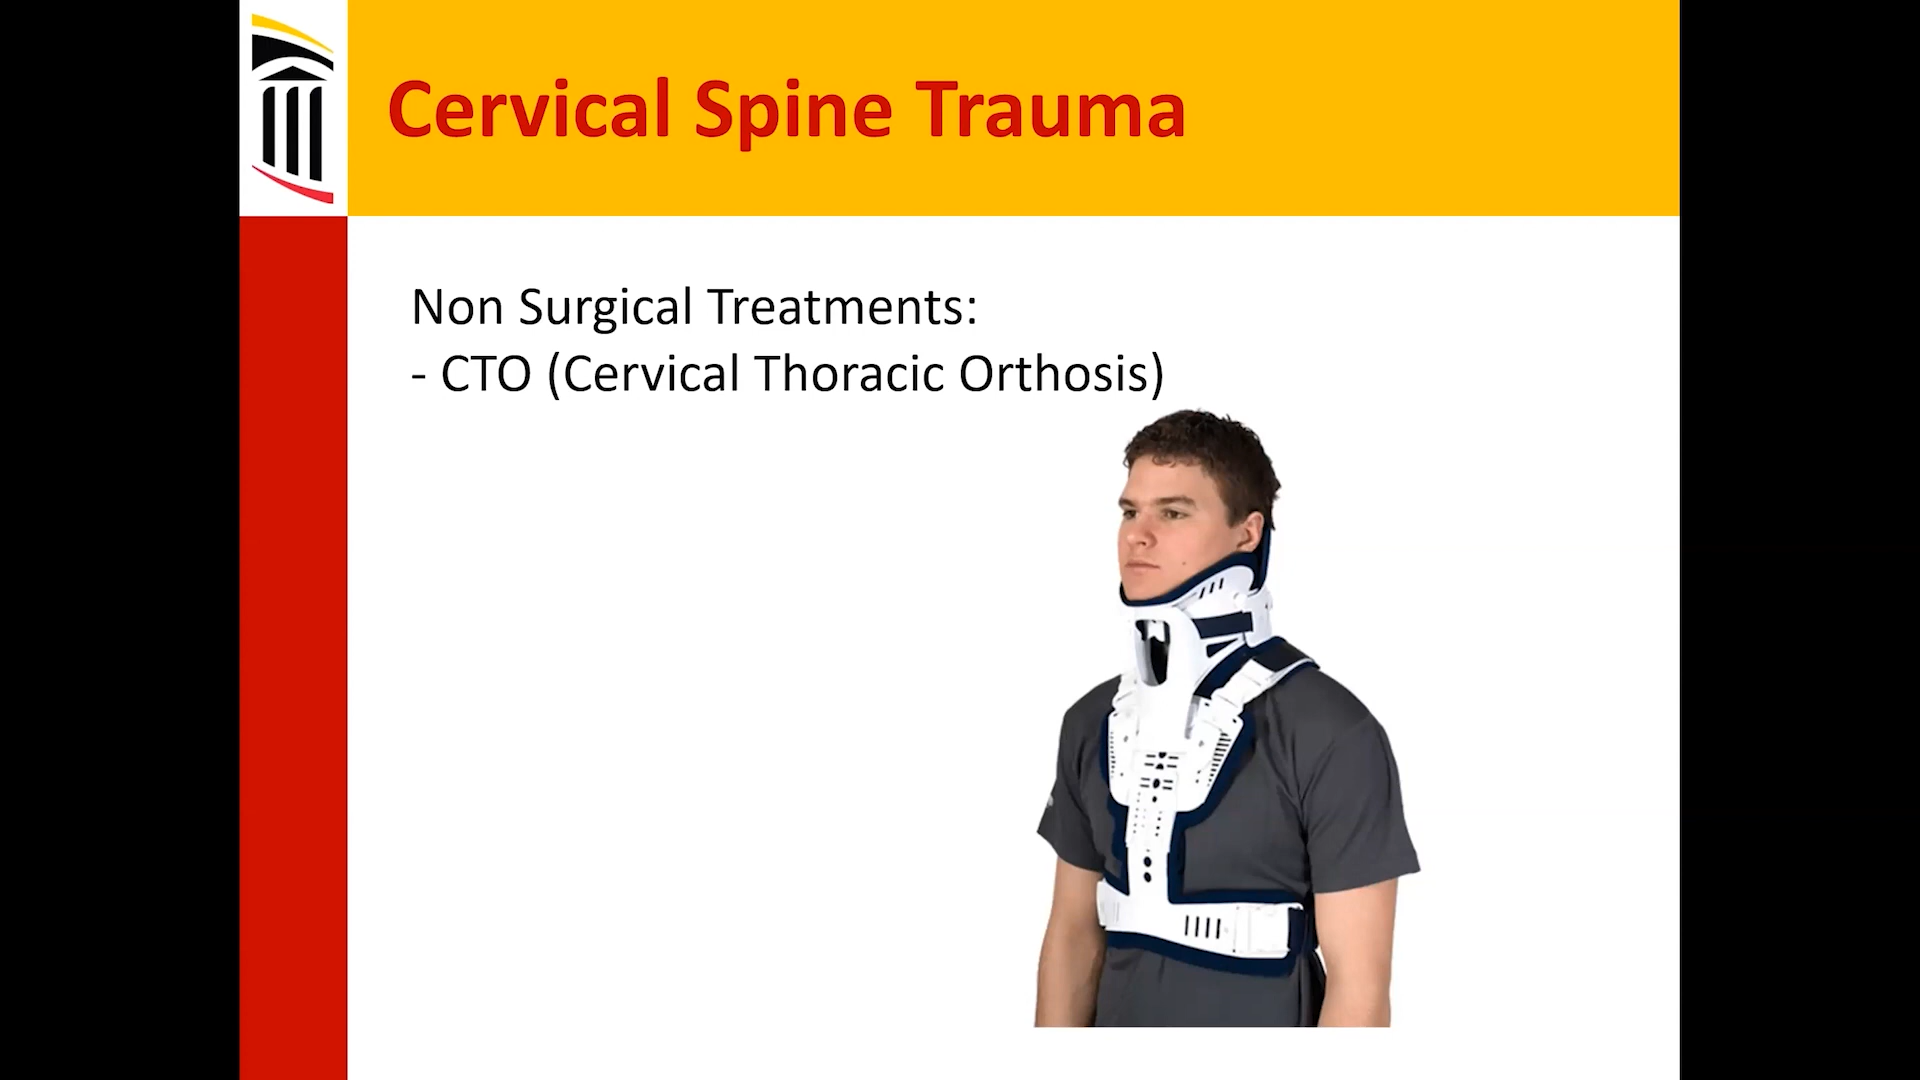 Cervical Spine Trauma
Non Surgical Treatments:
- CTO (Cervical Thoracic Orthosis)